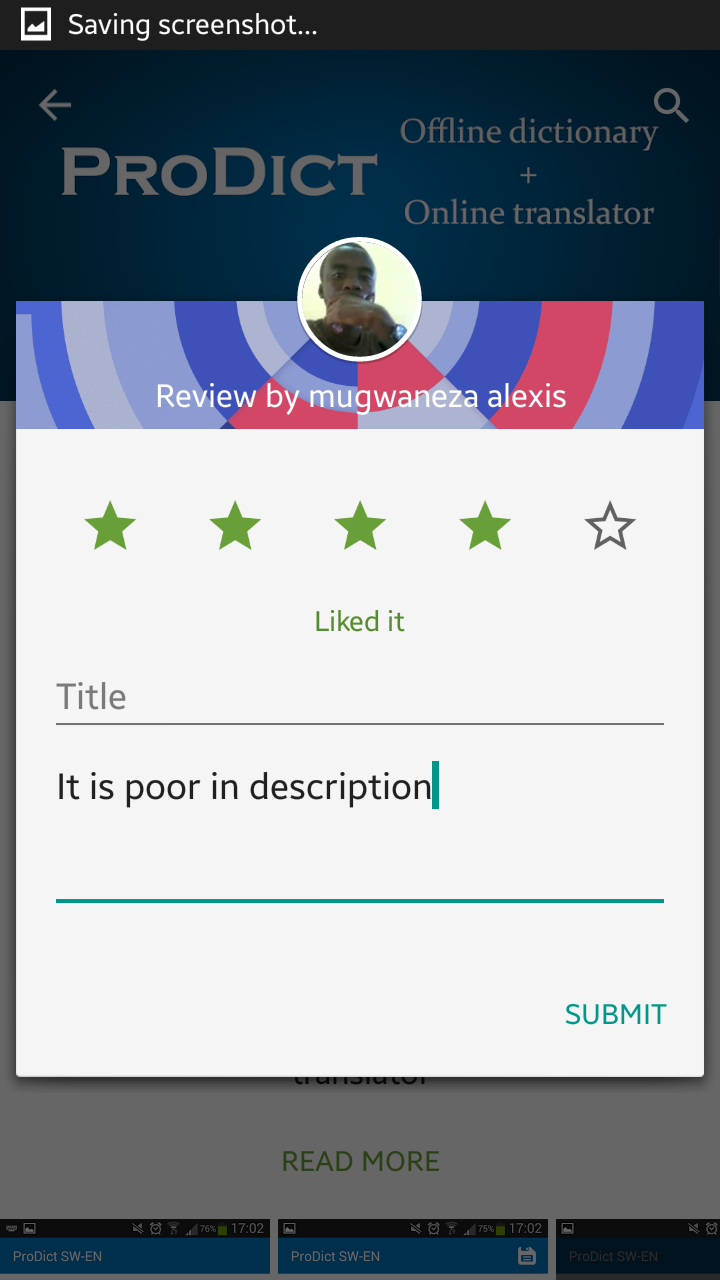 Saving screenshot...
PRODICT
Offline dictionary
+
Online translator
Review by mugwaneza alexis
Liked it
Title
It is poor in description
SUBMIT
translator
READ MORE
76% 17:02
75% 17:02
ProDict SW-EN
ProDict SW-EN
ProDict SW-EN